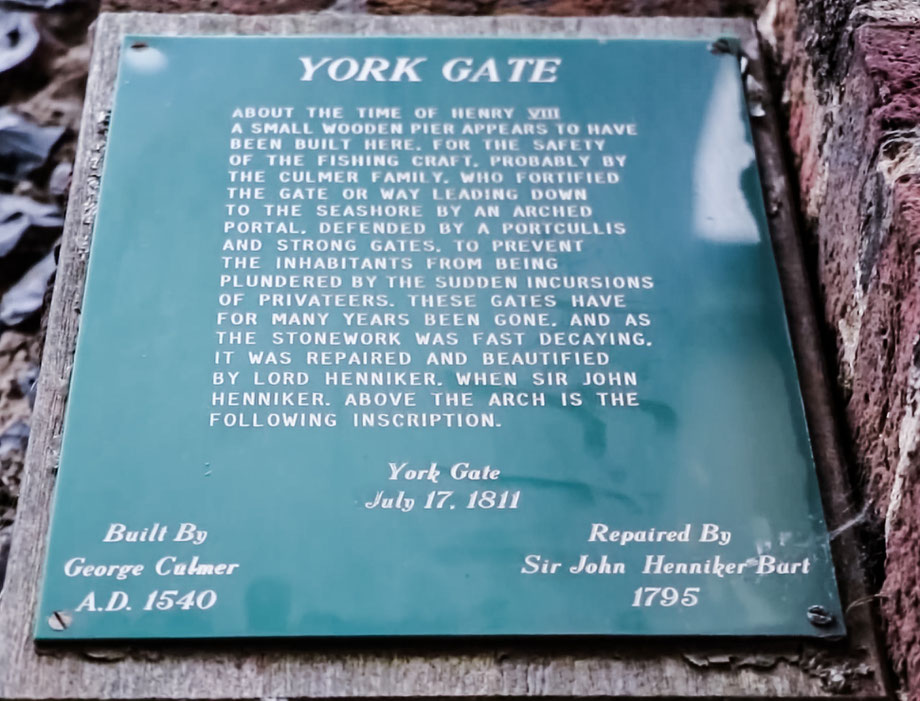 YORK GATE
ABOUT THE TIME OF HENRY VIII
A SMALL WOODEN PIER APPEARS TO HAVE
BEEN BUILT HERE, FOR THE SAFETY
OF THE FISHING CRAFT, PROBABLY BY
THE CULMER FAMILY, WHO FORTIFIED
THE GATE OR WAY LEADING DOWN
TO THE SEASHORE BY AN ARCHED
PORTAL, DEFENDED BY A PORTCULLIS
AND STRONG GATES, TO PREVENT
THE INHABITANTS FROM BEING
PLUNDERED BY THE SUDDEN INCURSIONS
OF PRIVATEERS. THESE GATES HAVE
FOR MANY YEARS BEEN GONE, AND AS
THE STONEWORK WAS FAST DECAYING,
IT WAS REPAIRED AND BEAUTIFIED
BY LORD HENNIKER, WHEN SIR JOHN
HENNIKER. ABOVE THE ARCH IS THE
FOLLOWING INSCRIPTION.
York Gate
July 17, 1811
Built By
George Culmer
A.D. 1540
Repaired By
Sir John Henniker Bart
1795